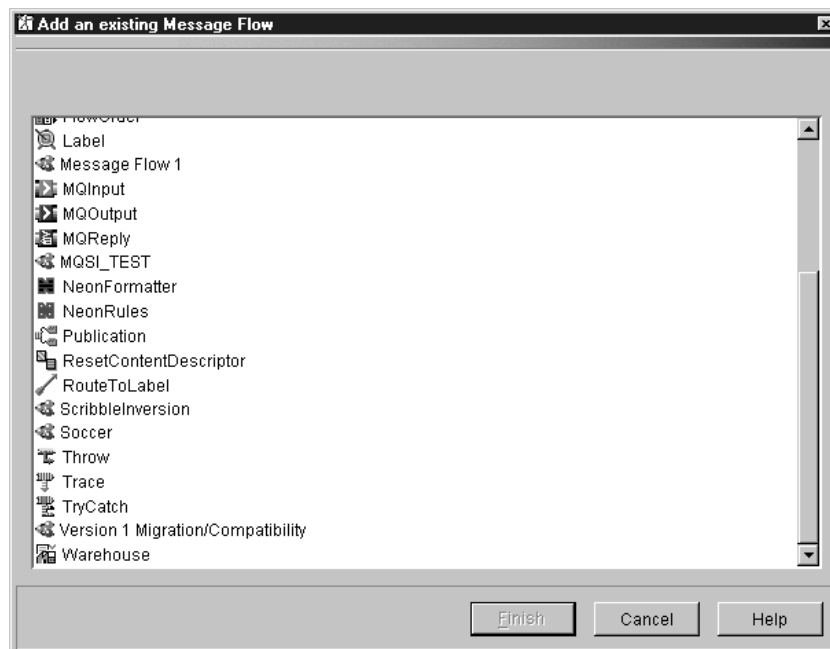 Add an existing Message Flow
FlowOrder
Label
Message Flow 1
MQInput
MQOutput
MQReply
MQSI_TEST
NeonFormatter
NeonRules
Publication
ResetContentDescriptor
RouteToLabel
ScribbleInversion
Soccer
Throw
Trace
TryCatch
Version 1 Migration/Compatibility
Warehouse
Finish Cancel Help